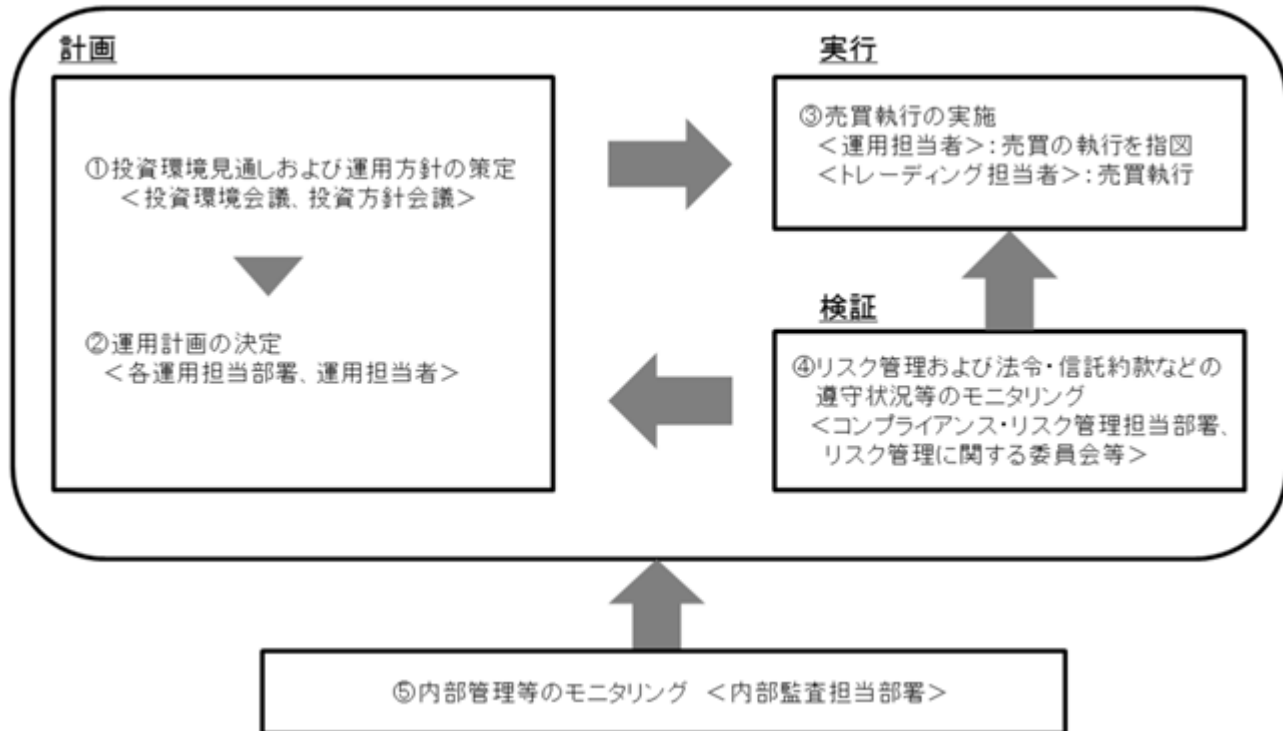 計画
①投資環境見通しおよび運用方針の策定
＜投資環境会議、投資方針会議＞
②運用計画の決定
＜各運用担当部署、運用担当者＞
実行
③売買執行の実施
＜運用担当者＞：売買の執行を指図
＜トレーディング担当者＞：売買執行
検証
④リスク管理および法令・信託約款などの
遵守状況等のモニタリング
＜コンプライアンス・リスク管理担当部署、
リスク管理に関する委員会等＞
⑤内部管理等のモニタリング ＜内部監査担当部署＞